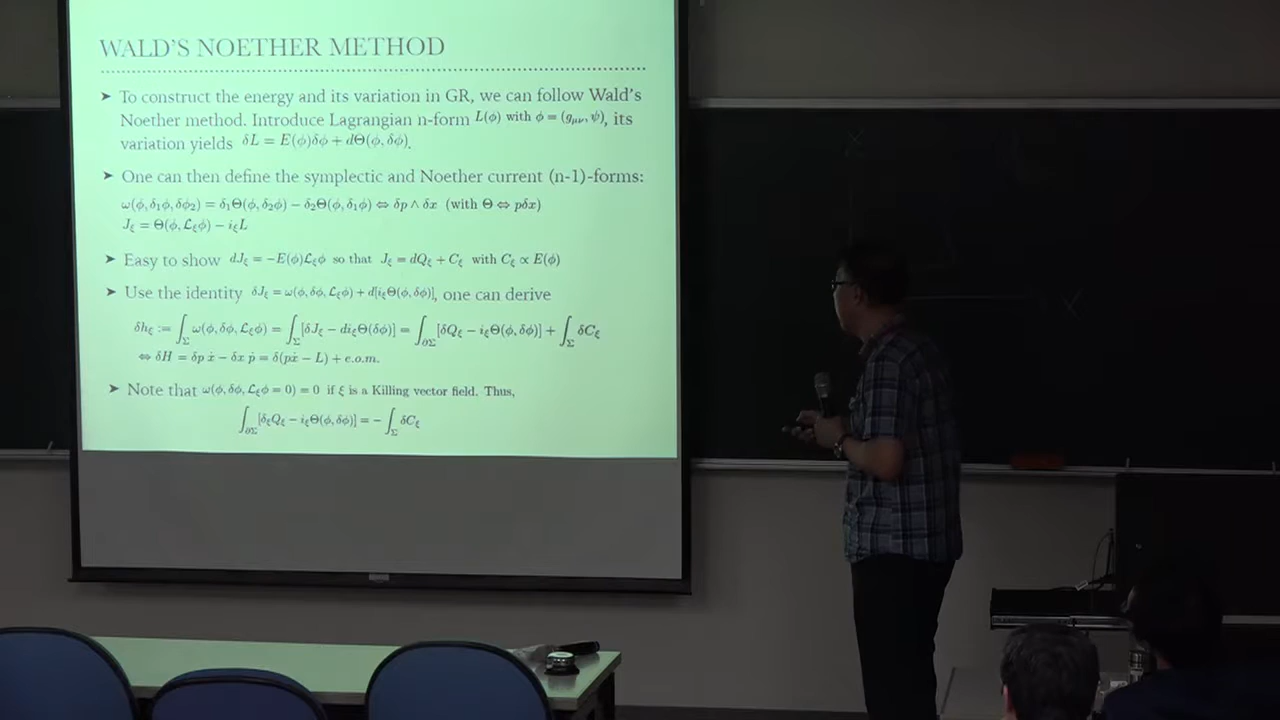 WALD'S NOETHER METHOD
➤ To construct the energy and its variation in GR, we can follow Wald's
Noether method. Introduce Lagrangian n-form L(ϕ) with ϕ = (g_{μν}, ψ), its
variation yields δL = E(ϕ)δϕ + dΘ(ϕ, δϕ).
➤ One can then define the symplectic and Noether current (n-1)-forms:
ω(ϕ, δ₁ϕ, δϕ₂) = δ₁Θ(ϕ, δ₂ϕ) − δ₂Θ(ϕ, δ₁ϕ) ⇔ δp ∧ δx (with Θ ⇔ pδx)
J_ξ = Θ(ϕ, ℒ_ξϕ) − i_ξL
➤ Easy to show dJ_ξ = −E(ϕ)ℒ_ξϕ so that J_ξ = dQ_ξ + C_ξ with C_ξ ∝ E(ϕ)
➤ Use the identity δJ_ξ = ω(ϕ, δϕ, ℒ_ξϕ) + d[i_ξΘ(ϕ, δϕ)], one can derive
δh_ξ := ∫_Σ ω(ϕ, δϕ, ℒ_ξϕ) = ∫_Σ [δJ_ξ − di_ξΘ(δϕ)] = ∫_{∂Σ} [δQ_ξ − i_ξΘ(ϕ, δϕ)] + ∫_Σ δC_ξ
⇔ δH = δp ẋ − δx ṗ = δ(pẋ − L) + e.o.m.
➤ Note that ω(ϕ, δϕ, ℒ_ξϕ = 0) = 0 if ξ is a Killing vector field. Thus,
∫_{∂Σ} [δ_ξQ_ξ − i_ξΘ(ϕ, δϕ)] = − ∫_Σ δC_ξ